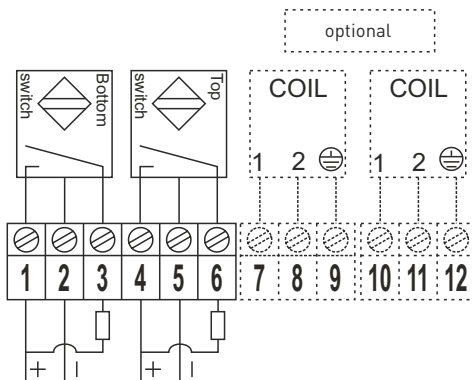 optional
switch Bottom
switch Top
COIL COIL
1 2 1 2
1 2 3 4 5 6 7 8 9 10 11 12
+ − + −